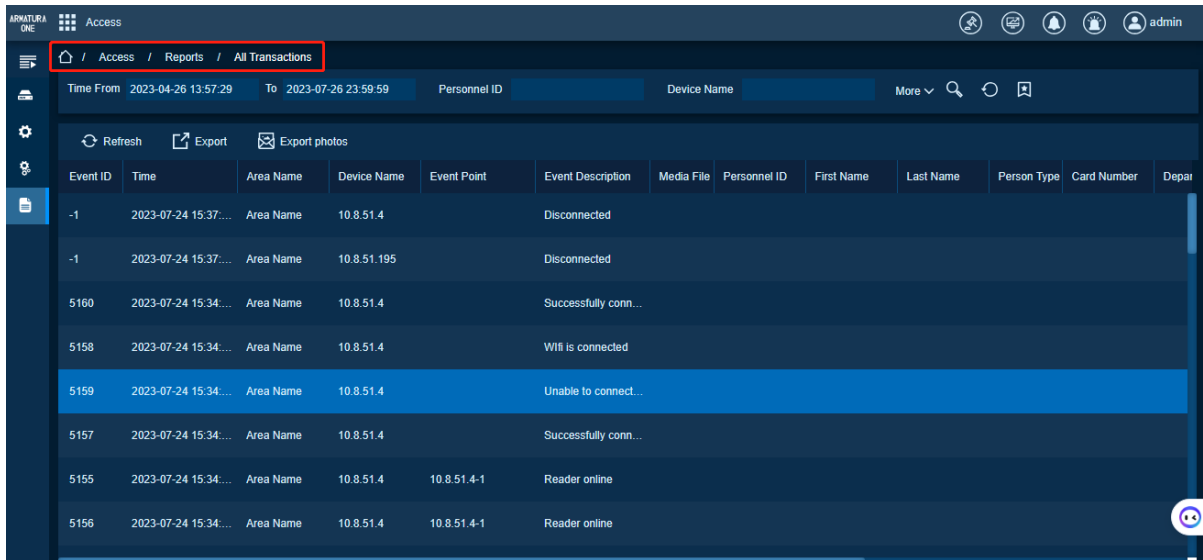 ARMATURA ONE Access admin
/ Access / Reports / All Transactions
Time From 2023-04-26 13:57:29 To 2023-07-26 23:59:59 Personnel ID Device Name More
Refresh Export Export photos
Event ID Time Area Name Device Name Event Point Event Description Media File Personnel ID First Name Last Name Person Type Card Number Depar
-1 2023-07-24 15:37:... Area Name 10.8.51.4 Disconnected
-1 2023-07-24 15:37:... Area Name 10.8.51.195 Disconnected
5160 2023-07-24 15:34:... Area Name 10.8.51.4 Successfully conn...
5158 2023-07-24 15:34:... Area Name 10.8.51.4 WIfi is connected
5159 2023-07-24 15:34:... Area Name 10.8.51.4 Unable to connect...
5157 2023-07-24 15:34:... Area Name 10.8.51.4 Successfully conn...
5155 2023-07-24 15:34:... Area Name 10.8.51.4 10.8.51.4-1 Reader online
5156 2023-07-24 15:34:... Area Name 10.8.51.4 10.8.51.4-1 Reader online